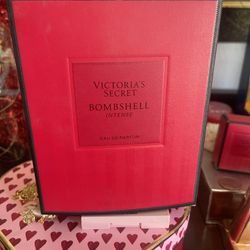 VICTORIA'S
SECRET
BOMBSHELL
INTENSE
EAU DE PARFUM